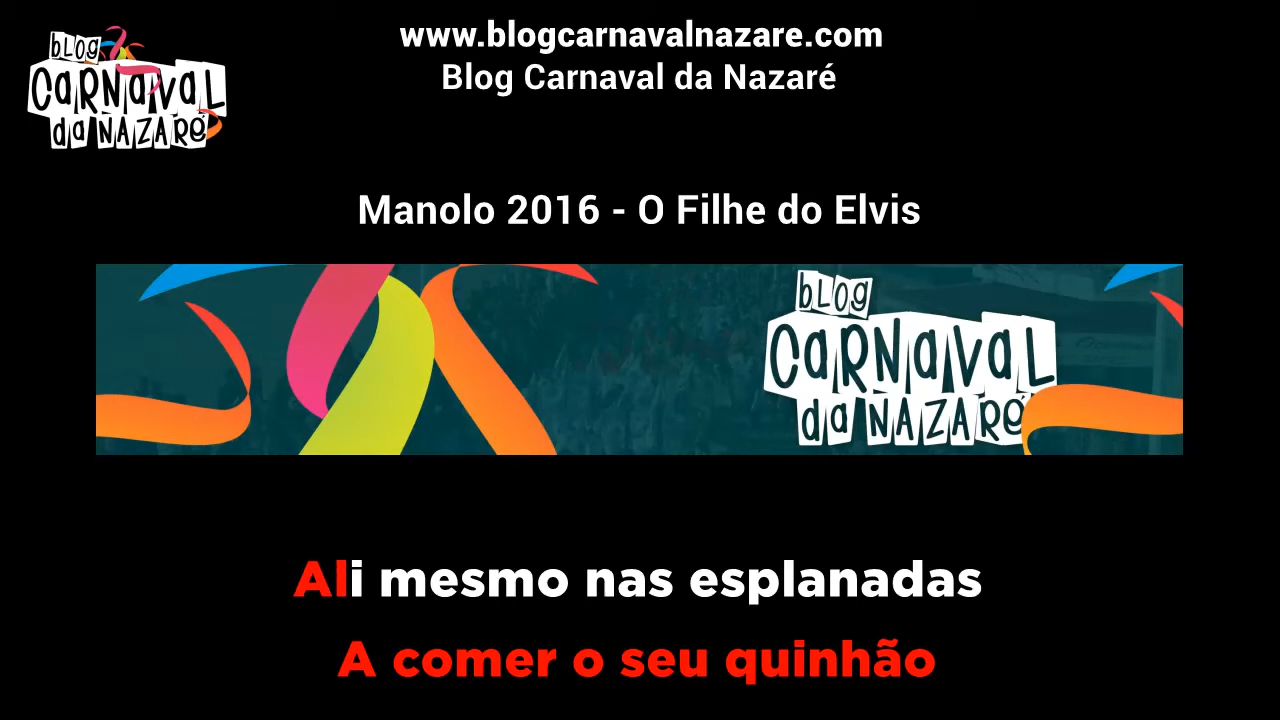 www.blogcarnavalnazare.com
Blog Carnaval da Nazaré
BLOG
CARNAVAL
da NAZARÉ
Manolo 2016 - O Filhe do Elvis
BLOG
CARNAVAL
da NAZARÉ
Ali mesmo nas esplanadas
A comer o seu quinhão